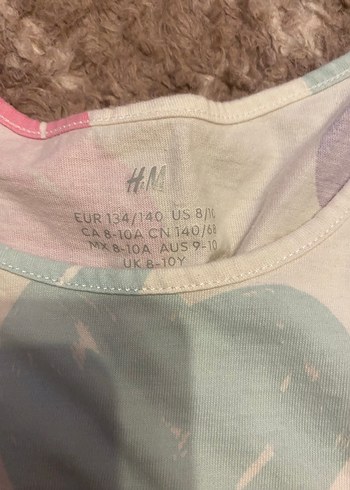 H&M
EUR 134/140 US 8/10
CA 8-10A CN 140/68
MX 8-10A AUS 9-10
UK 8-10Y